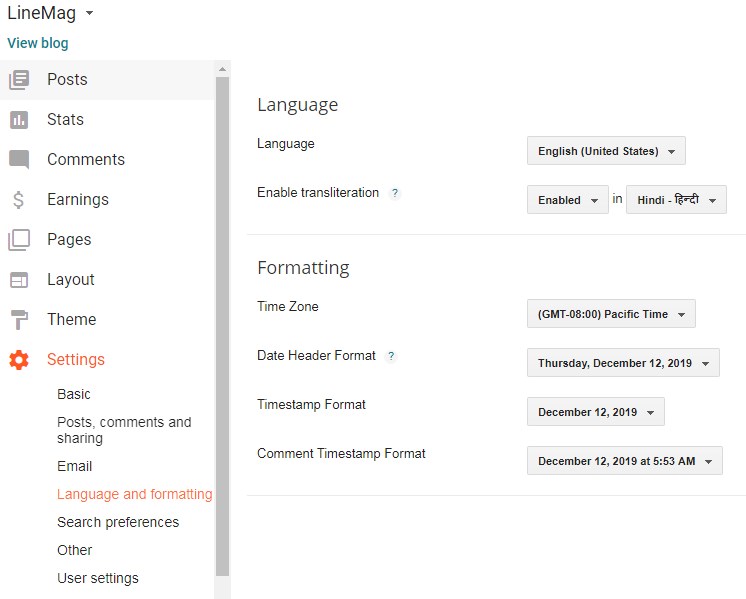 LineMag
View blog
Posts
Stats
Comments
Earnings
Pages
Layout
Theme
Settings
Basic
Posts, comments and
sharing
Email
Language and formatting
Search preferences
Other
User settings
Language
Language English (United States)
Enable transliteration ? Enabled in Hindi - हिन्दी
Formatting
Time Zone (GMT-08:00) Pacific Time
Date Header Format ? Thursday, December 12, 2019
Timestamp Format December 12, 2019
Comment Timestamp Format December 12, 2019 at 5:53 AM